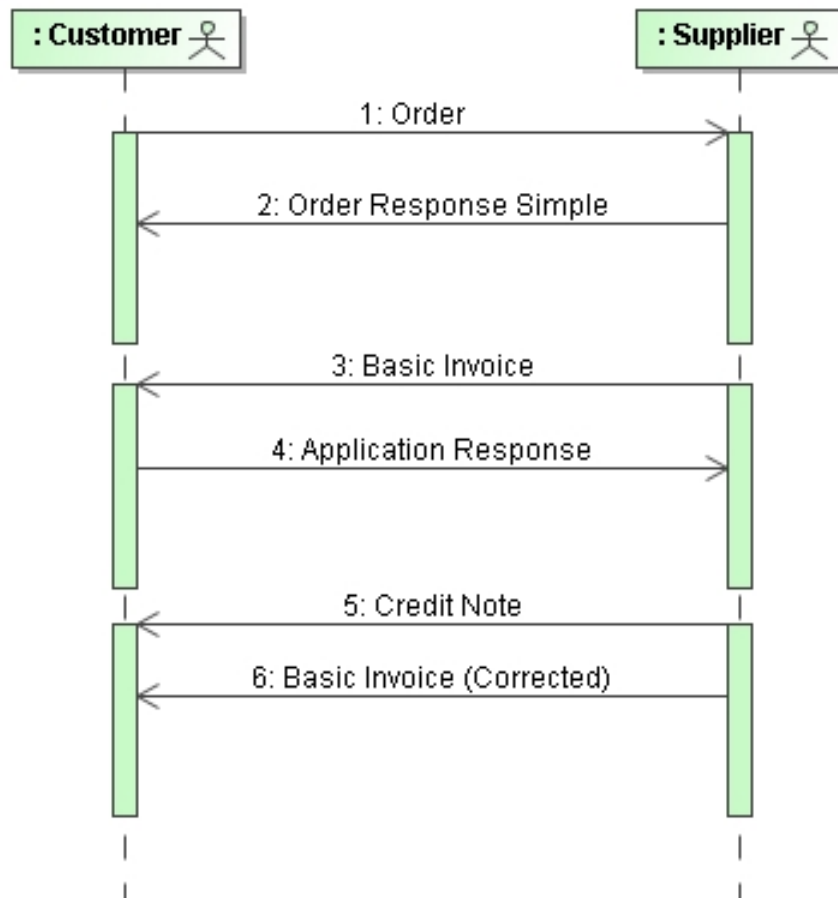 : Customer
: Supplier
1: Order
2: Order Response Simple
3: Basic Invoice
4: Application Response
5: Credit Note
6: Basic Invoice (Corrected)